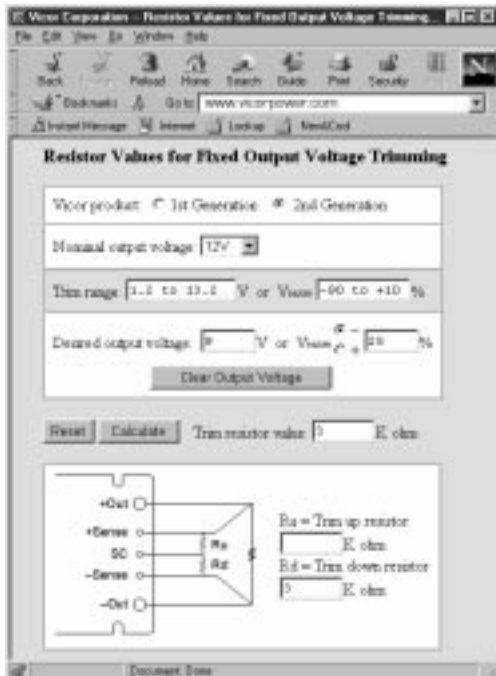 Vicor Corporation - Resistor Values for Fixed Output Voltage Trimming...
File Edit View Go Window Help
Back Reload Home Search Guide Print Security
Bookmarks Go to: www.vicorpower.com
Instant Message Internet Lookup New&Cool
Resistor Values for Fixed Output Voltage Trimming
Vicor product: 1st Generation 2nd Generation
Nominal output voltage: 12V
Trim range: 1.2 to 13.2 V or -90 to +10 %
Desired output voltage: 9 V or - + 25 %
Clear Output Voltage
Reset Calculate Trim resistor value: 3 K ohm
+Out
+Sense
SC
-Sense
-Out
Ru
Rd
Ru = Trim up resistor
K ohm
Rd = Trim down resistor
3 K ohm
Document: Done